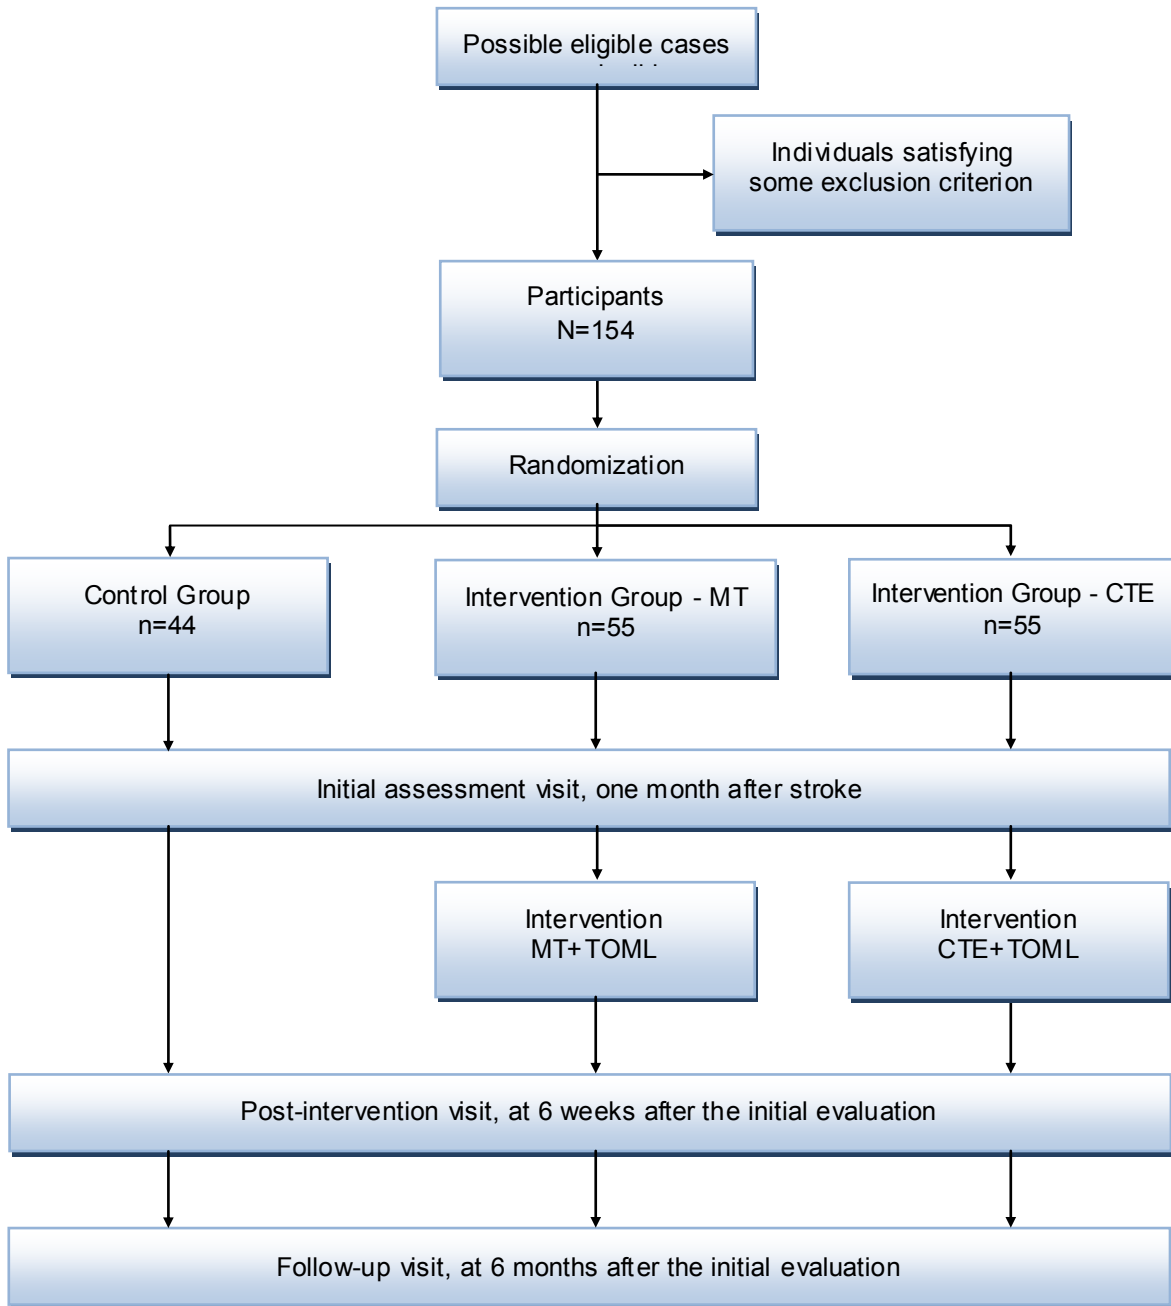 Possible eligible cases
Individuals satisfying
some exclusion criterion
Participants
N=154
Randomization
Control Group
n=44
Intervention Group - MT
n=55
Intervention Group - CTE
n=55
Initial assessment visit, one month after stroke
Intervention
MT+TOML
Intervention
CTE+TOML
Post-intervention visit, at 6 weeks after the initial evaluation
Follow-up visit, at 6 months after the initial evaluation